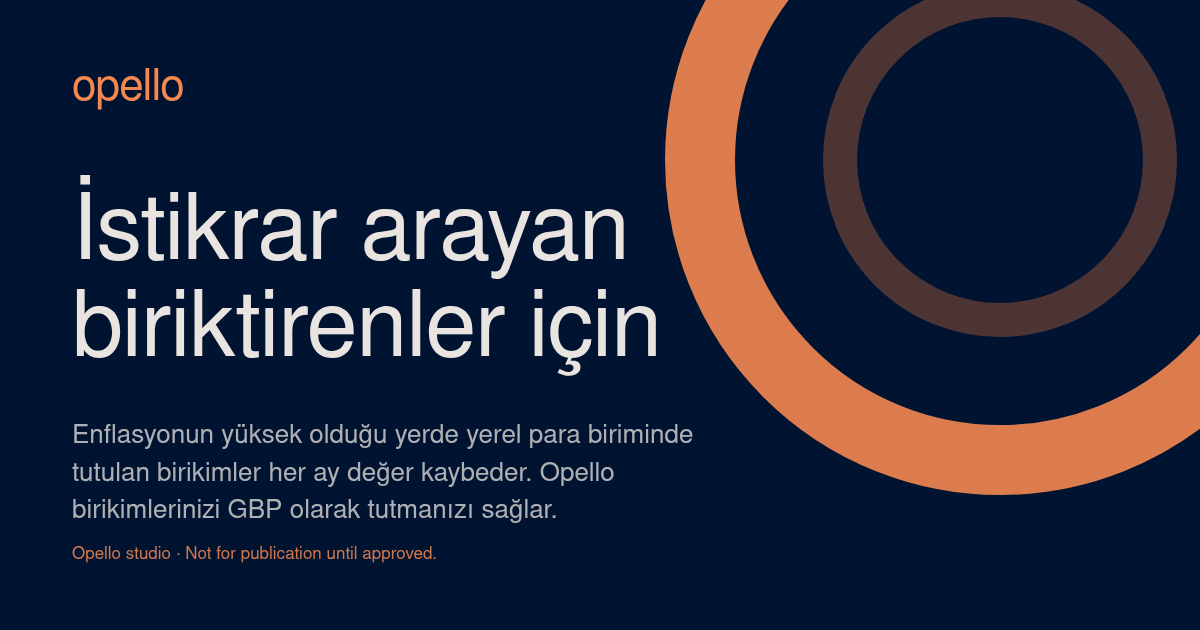 opello
İstikrar arayan
biriktirenler için
Enflasyonun yüksek olduğu yerde yerel para biriminde
tutulan birikimler her ay değer kaybeder. Opello
birikimlerinizi GBP olarak tutmanızı sağlar.
Opello studio · Not for publication until approved.